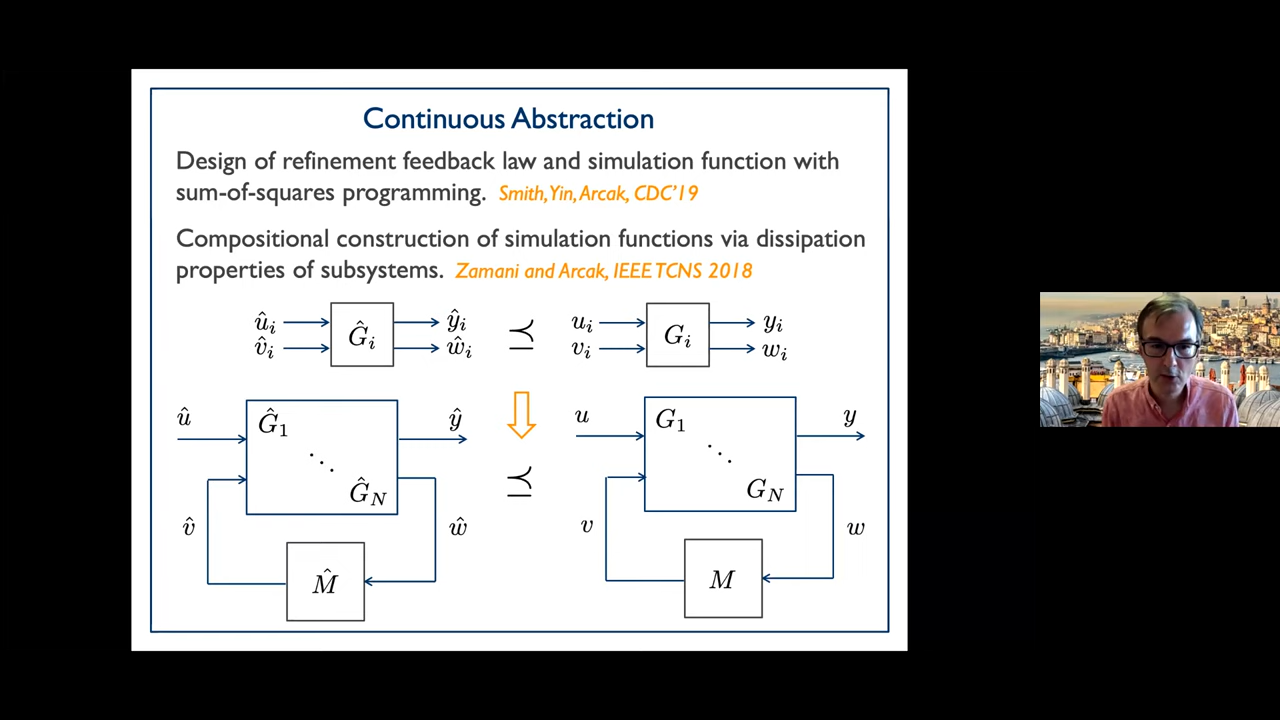 Continuous Abstraction
Design of refinement feedback law and simulation function with
sum-of-squares programming. Smith, Yin, Arcak, CDC'19
Compositional construction of simulation functions via dissipation
properties of subsystems. Zamani and Arcak, IEEE TCNS 2018
û_i Ĝ_i ŷ_i ⪯ u_i G_i y_i
v̂_i ŵ_i v_i w_i
û Ĝ_1 ŷ u G_1 y
⋱ ⋱
Ĝ_N ⪯ G_N
v̂ ŵ v w
M̂ M